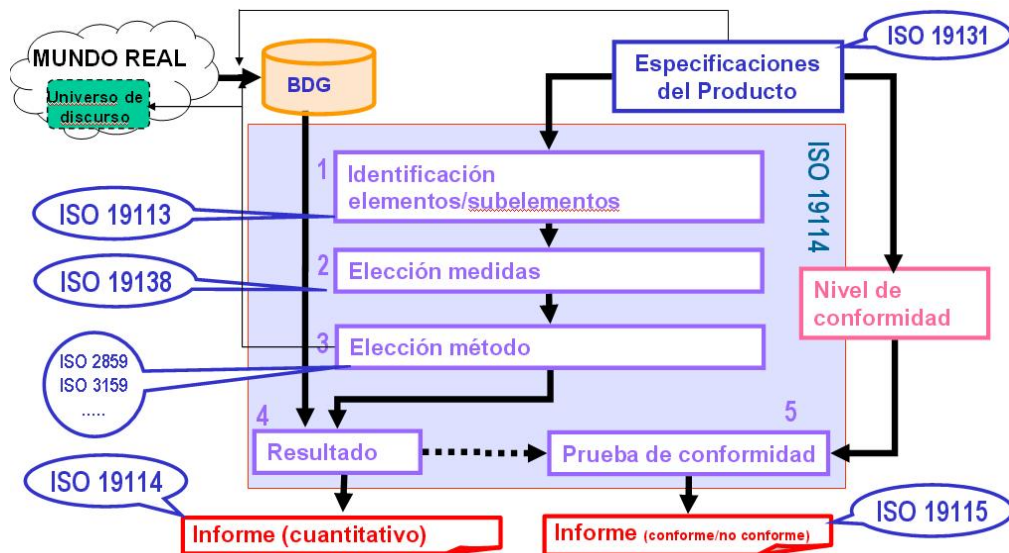 MUNDO REAL
Universo de
discurso
BDG
Especificaciones
del Producto
ISO 19131
1
Identificación
elementos/subelementos
ISO 19113
ISO 19114
2
Elección medidas
ISO 19138
Nivel de
conformidad
3
Elección método
ISO 2859
ISO 3159
.....
4
Resultado
5
Prueba de conformidad
ISO 19114
Informe (cuantitativo)
Informe (conforme/no conforme)
ISO 19115